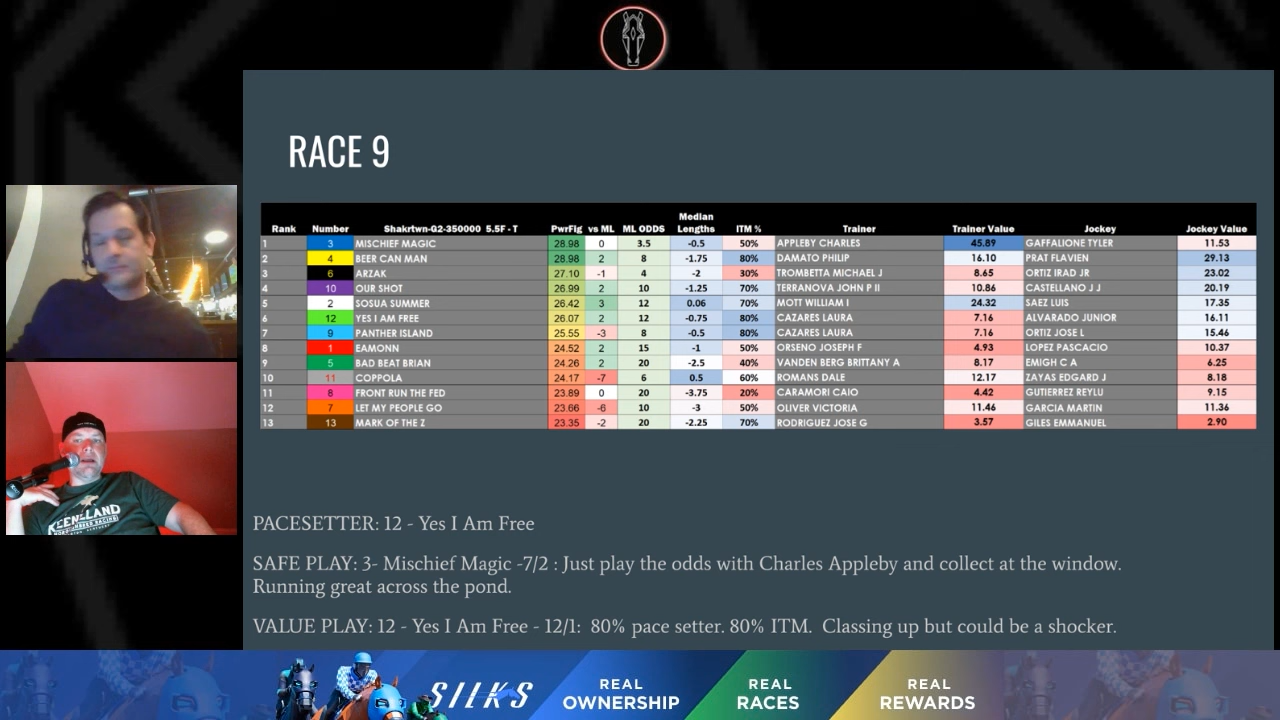 RACE 9
Rank Number Shakrtwn-G2-350000 5.5F - T PwrFig vs ML ML ODDS Median Lengths ITM % Trainer Trainer Value Jockey Jockey Value
1 3 MISCHIEF MAGIC 28.98 0 3.5 -0.5 50% APPLEBY CHARLES 45.89 GAFFALIONE TYLER 11.53
2 4 BEER CAN MAN 28.98 2 8 -1.75 80% DAMATO PHILIP 16.10 PRAT FLAVIEN 29.13
3 6 ARZAK 27.10 -1 4 -2 30% TROMBETTA MICHAEL J 8.65 ORTIZ IRAD JR 23.02
4 10 OUR SHOT 26.99 2 10 -1.25 70% TERRANOVA JOHN P II 10.86 CASTELLANO J J 20.19
5 2 SOSUA SUMMER 26.42 3 12 0.06 70% MOTT WILLIAM I 24.32 SAEZ LUIS 17.35
6 12 YES I AM FREE 26.07 2 12 -0.75 80% CAZARES LAURA 7.16 ALVARADO JUNIOR 16.11
7 9 PANTHER ISLAND 25.55 -3 8 -0.5 80% CAZARES LAURA 7.16 ORTIZ JOSE L 15.46
8 1 EAMONN 24.52 2 15 -1 50% ORSENO JOSEPH F 4.93 LOPEZ PASCACIO 10.37
9 5 BAD BEAT BRIAN 24.26 2 20 -2.5 40% VANDEN BERG BRITTANY A 8.17 EMIGH C A 6.25
10 11 COPPOLA 24.17 -7 6 0.5 60% ROMANS DALE 12.17 ZAYAS EDGARD J 8.18
11 8 FRONT RUN THE FED 23.89 0 20 -3.75 20% CARAMORI CAIO 4.42 GUTIERREZ REYLU 9.15
12 7 LET MY PEOPLE GO 23.66 -6 10 -3 50% OLIVER VICTORIA 11.46 GARCIA MARTIN 11.36
13 13 MARK OF THE Z 23.35 -2 20 -2.25 70% RODRIGUEZ JOSE G 3.57 GILES EMMANUEL 2.90
KEENELAND
PACESETTER: 12 - Yes I Am Free
SAFE PLAY: 3- Mischief Magic -7/2 : Just play the odds with Charles Appleby and collect at the window.
Running great across the pond.
VALUE PLAY: 12 - Yes I Am Free - 12/1: 80% pace setter. 80% ITM. Classing up but could be a shocker.
SILKS
REAL OWNERSHIP
REAL RACES
REAL REWARDS